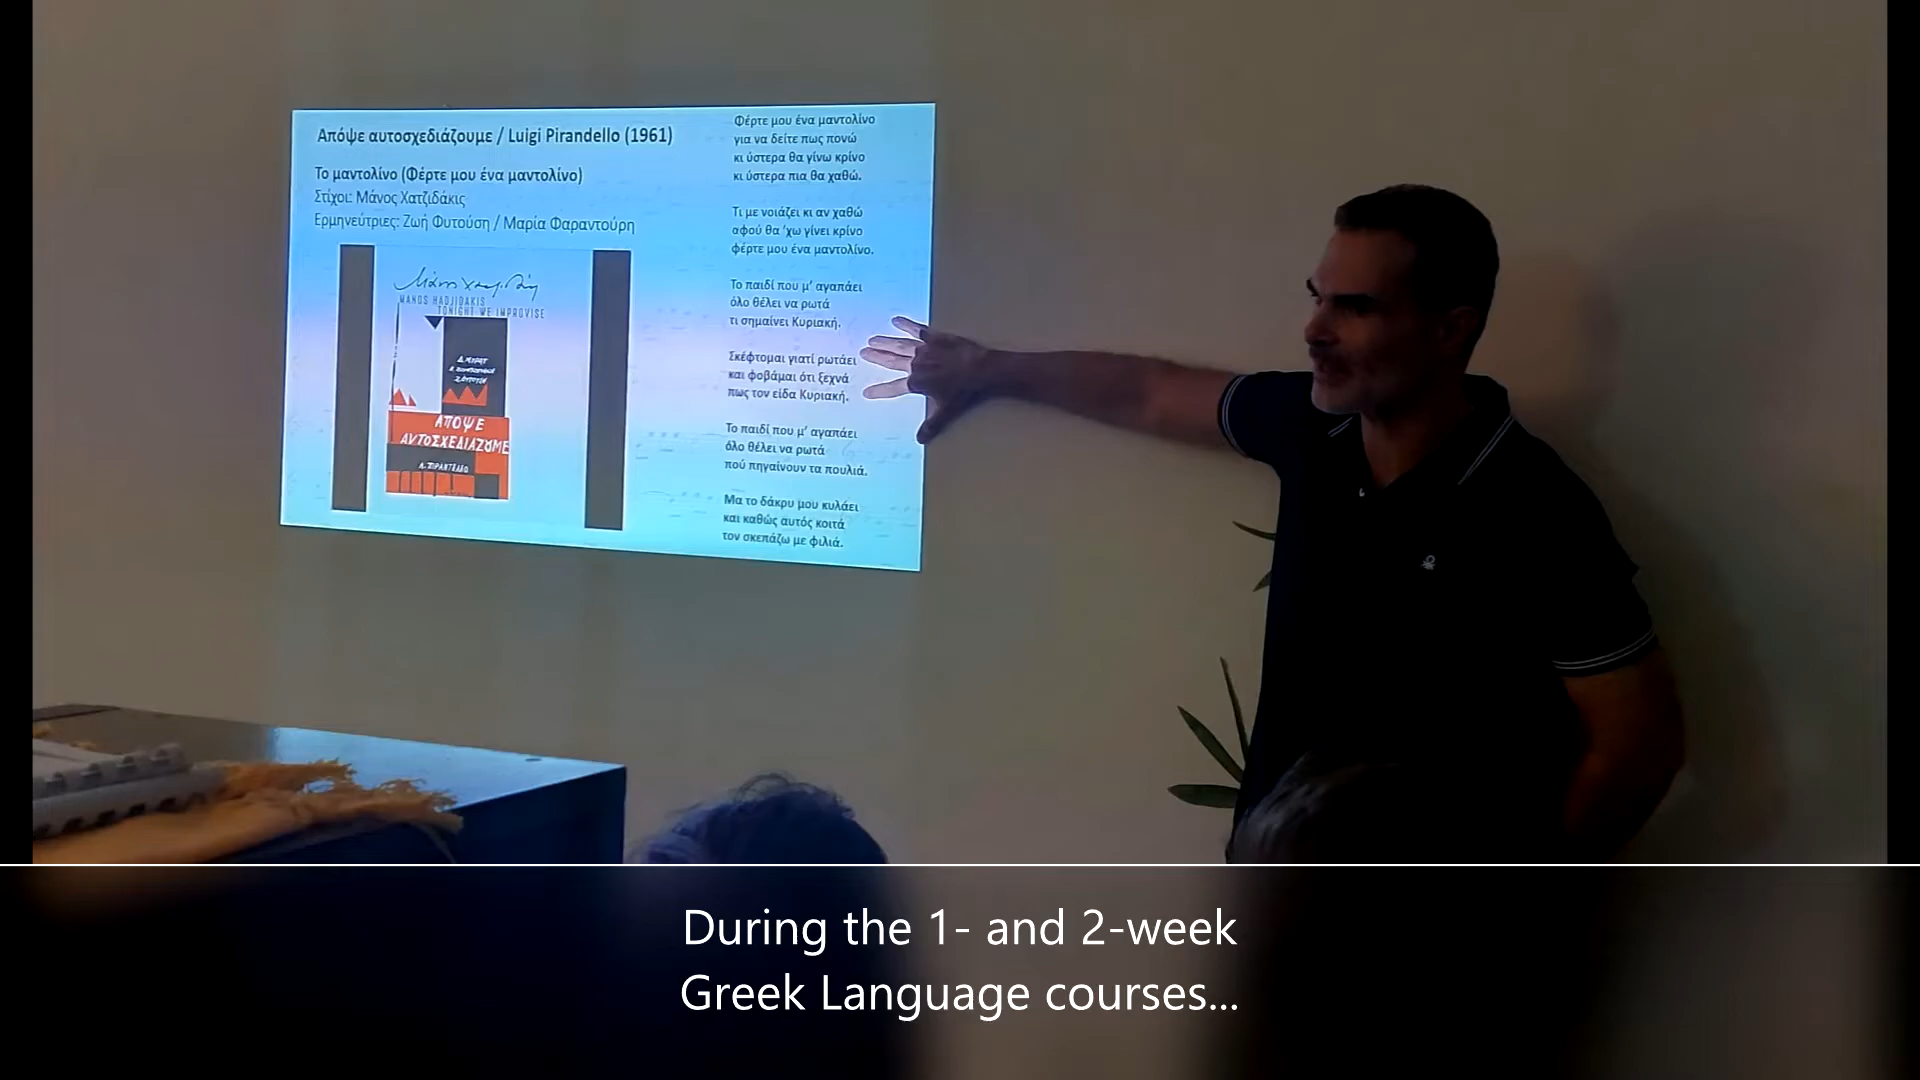 Απόψε αυτοσχεδιάζουμε / Luigi Pirandello (1961)
Το μαντολίνο (Φέρτε μου ένα μαντολίνο)
Στίχοι: Μάνος Χατζιδάκις
Ερμηνεύτριες: Ζωή Φυτούση / Μαρία Φαραντούρη
Μάνος Χατζιδάκις
MANOS HADJIDAKIS
TONIGHT WE IMPROVISE
Δ. ΜΥΡΑΤ
ΑΠΟΨΕ
ΑΥΤΟΣΧΕΔΙΑΖΟΥΜΕ
Λ. ΠΙΡΑΝΤΕΛΛΟ
Φέρτε μου ένα μαντολίνο
για να δείτε πως πονώ
κι ύστερα θα γίνω κρίνο
κι ύστερα πια θα χαθώ.
Τι με νοιάζει κι αν χαθώ
αφού θα 'χω γίνει κρίνο
φέρτε μου ένα μαντολίνο.
Το παιδί που μ' αγαπάει
όλο θέλει να ρωτά
τι σημαίνει Κυριακή.
Σκέφτομαι γιατί ρωτάει
και φοβάμαι ότι ξεχνά
πως τον είδα Κυριακή.
Το παιδί που μ' αγαπάει
όλο θέλει να ρωτά
πού πηγαίνουν τα πουλιά.
Μα το δάκρυ μου κυλάει
και καθώς αυτός κοιτά
τον σκεπάζω με φιλιά.
During the 1- and 2-week
Greek Language courses...